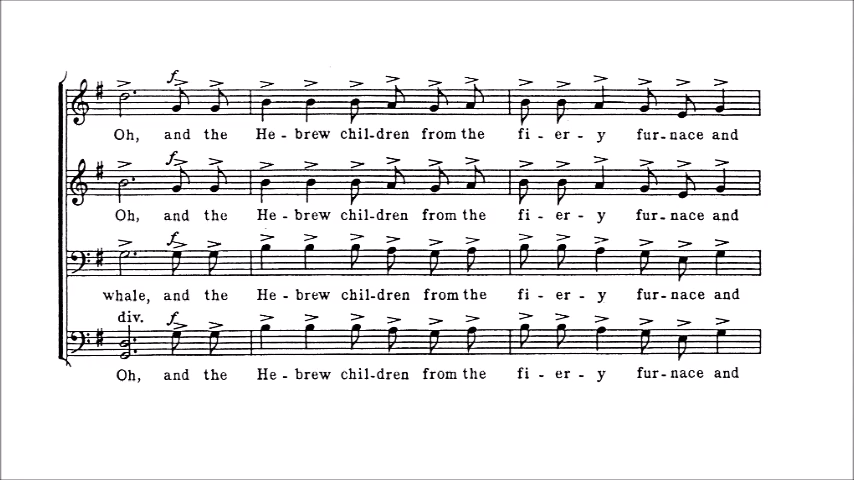 f
Oh, and the He - brew chil-dren from the fi - er - y fur-nace and
f
Oh, and the He - brew chil-dren from the fi - er - y fur-nace and
f
whale, and the He - brew chil-dren from the fi - er - y fur-nace and
div. f
Oh, and the He - brew chil-dren from the fi - er - y fur-nace and